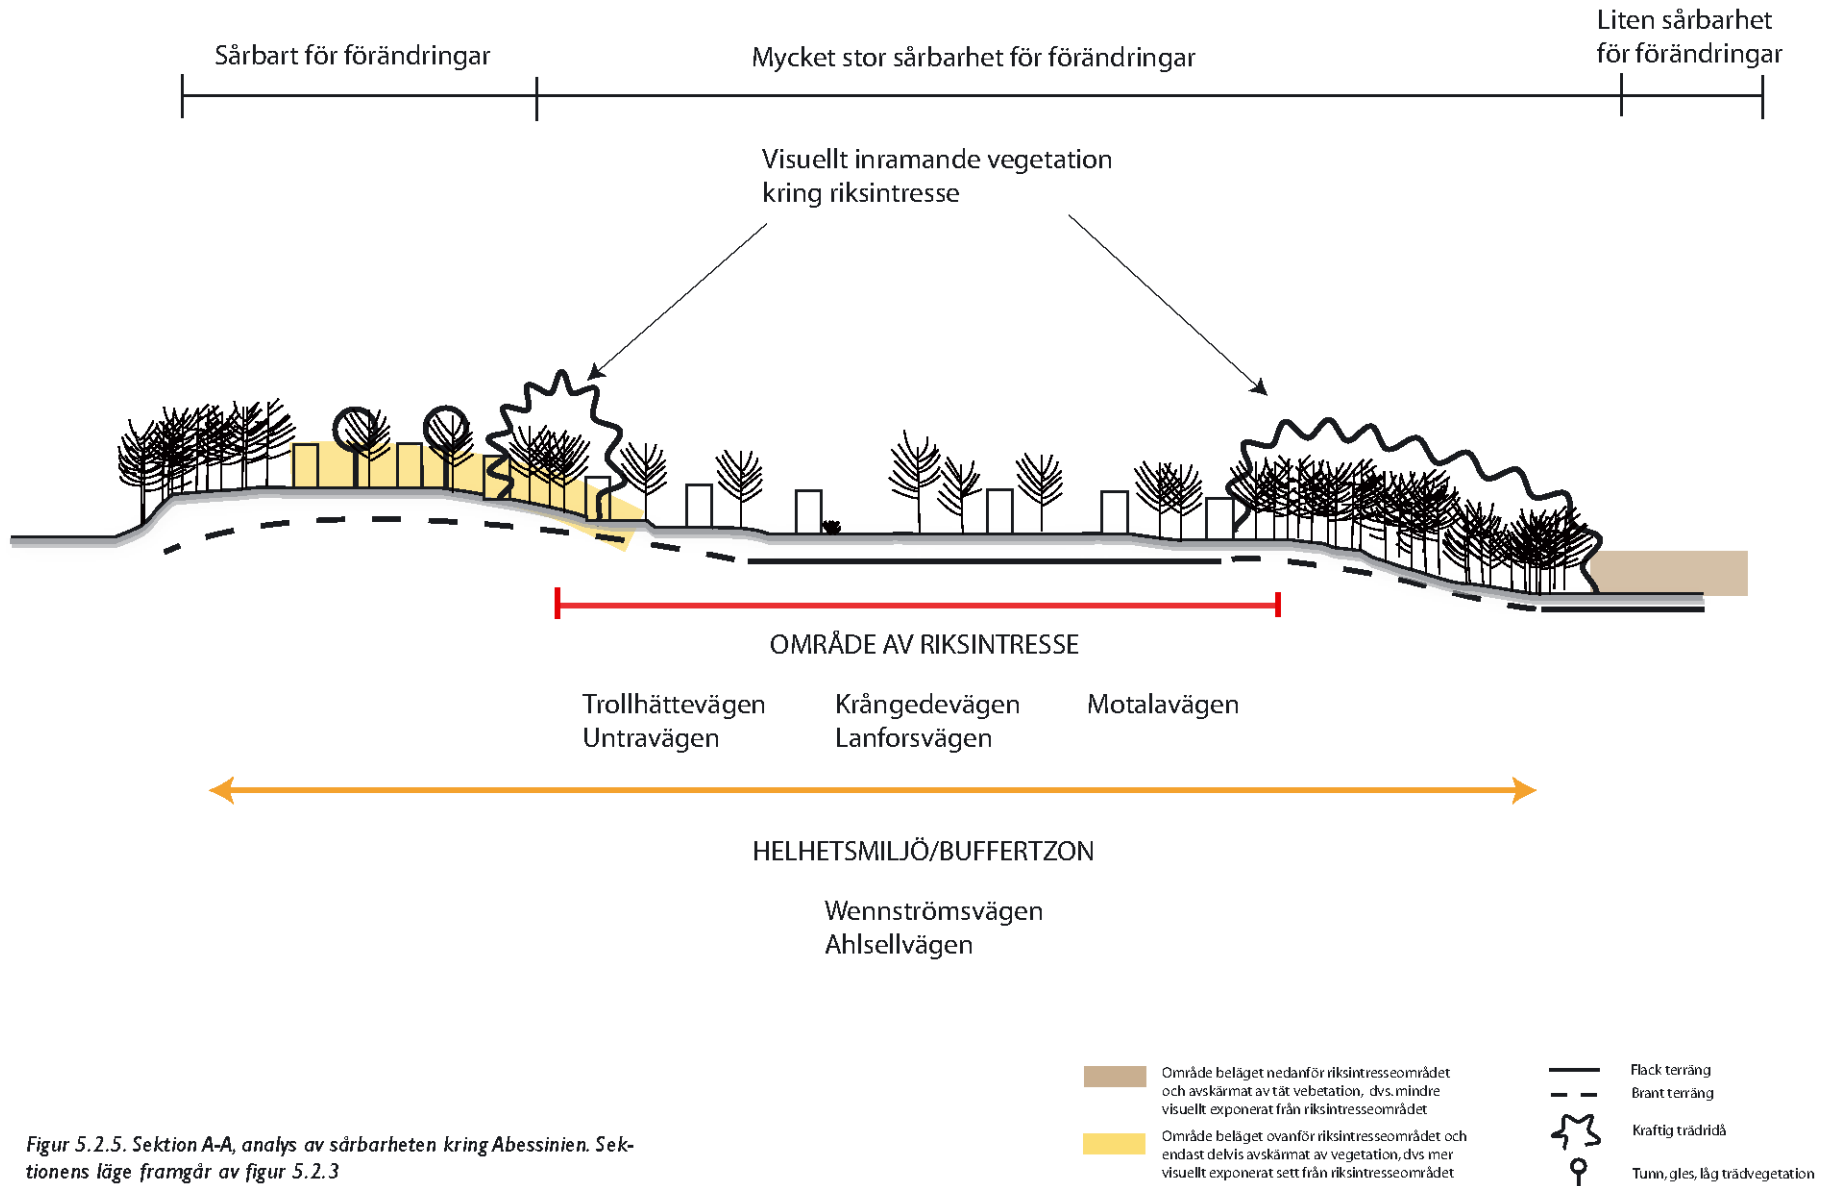 Sårbart för förändringar
Mycket stor sårbarhet för förändringar
Liten sårbarhet
för förändringar
Visuellt inramande vegetation
kring riksintresse
OMRÅDE AV RIKSINTRESSE
Trollhättevägen
Untravägen
Krångedevägen
Lanforsvägen
Motalavägen
HELHETSMILJÖ/BUFFERTZON
Wennströmsvägen
Ahlsellvägen
Område beläget nedanför riksintresseområdet
och avskärmat av tät vebetation, dvs. mindre
visuellt exponerat från riksintresseområdet
Område beläget ovanför riksintresseområdet och
endast delvis avskärmat av vegetation, dvs mer
visuellt exponerat sett från riksintresseområdet
Flack terräng
Brant terräng
Kraftig trädridå
Tunn, gles, låg trädvegetation
Figur 5.2.5. Sektion A-A, analys av sårbarheten kring Abessinien. Sek-
tionens läge framgår av figur 5.2.3